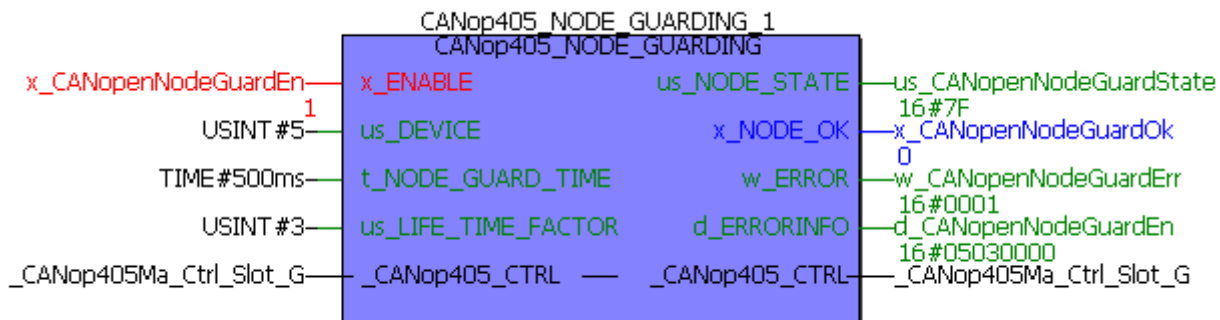 CANop405_NODE_GUARDING_1
CANop405_NODE_GUARDING
x_CANopenNodeGuardEn x_ENABLE us_NODE_STATE us_CANopenNodeGuardState
1 16#7F
USINT#5 us_DEVICE x_NODE_OK x_CANopenNodeGuardOk
0
TIME#500ms t_NODE_GUARD_TIME w_ERROR w_CANopenNodeGuardErr
16#0001
USINT#3 us_LIFE_TIME_FACTOR d_ERRORINFO d_CANopenNodeGuardEn
16#05030000
_CANop405Ma_Ctrl_Slot_G _CANop405_CTRL _CANop405_CTRL _CANop405Ma_Ctrl_Slot_G